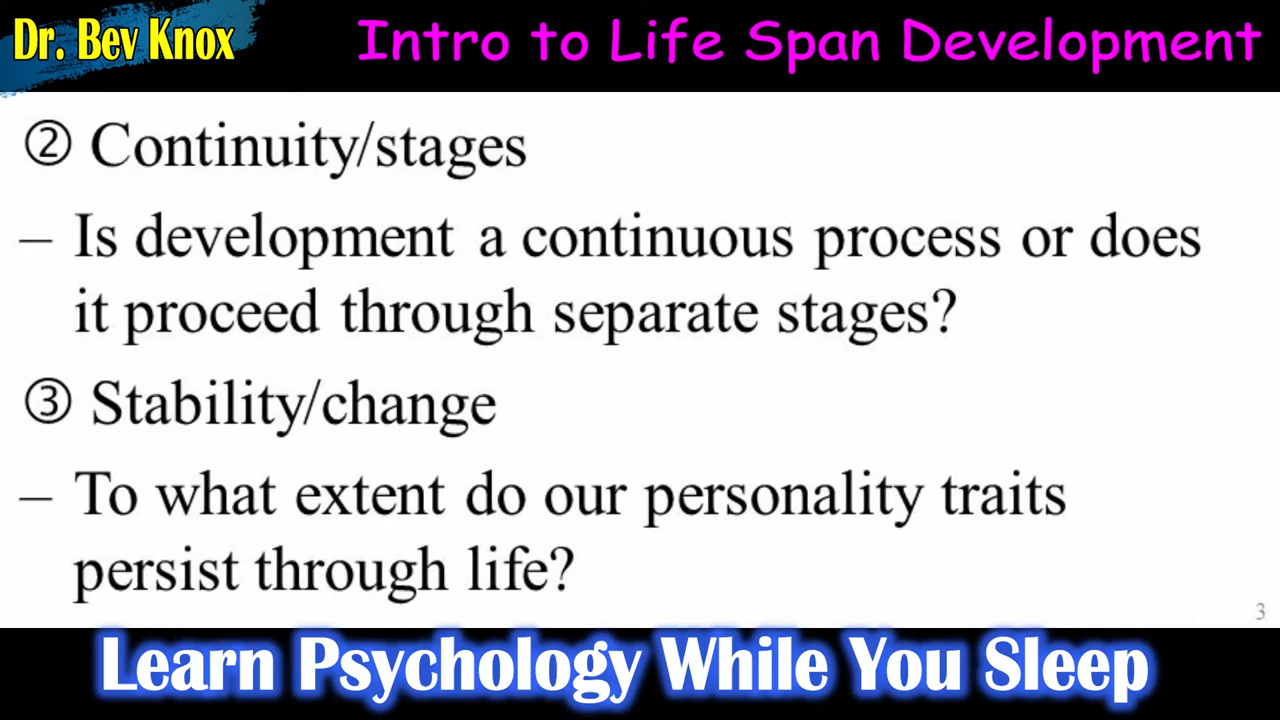 Dr. Bev Knox
Intro to Life Span Development
② Continuity/stages
– Is development a continuous process or does
it proceed through separate stages?
③ Stability/change
– To what extent do our personality traits
persist through life?
3
Learn Psychology While You Sleep